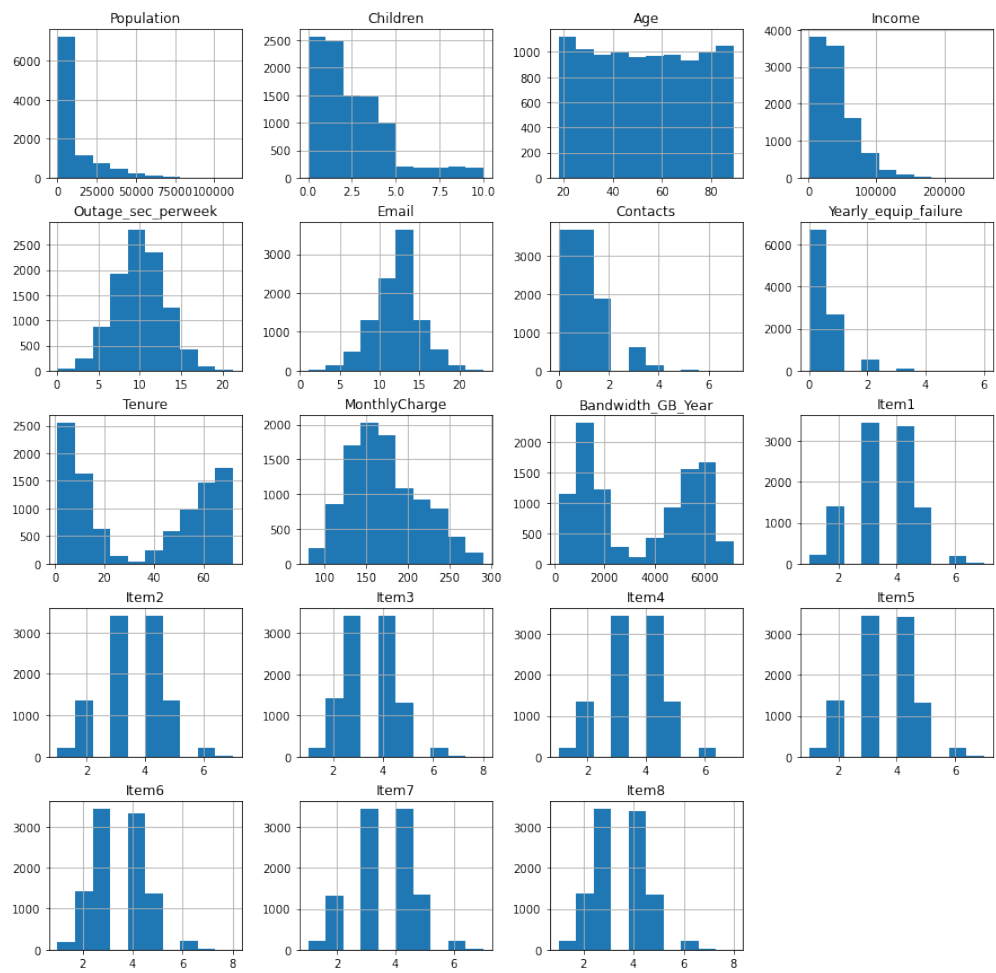 Population
6000
4000
2000
0
0 25000 50000 75000 100000
Children
2500
2000
1500
1000
500
0
0.0 2.5 5.0 7.5 10.0
Age
1000
800
600
400
200
0
20 40 60 80
Income
4000
3000
2000
1000
0
0 100000 200000
Outage_sec_perweek
2500
2000
1500
1000
500
0
0 5 10 15 20
Email
3000
2000
1000
0
0 5 10 15 20
Contacts
3000
2000
1000
0
0 2 4 6
Yearly_equip_failure
6000
4000
2000
0
0 2 4 6
Tenure
2500
2000
1500
1000
500
0
0 20 40 60
MonthlyCharge
2000
1500
1000
500
0
100 150 200 250 300
Bandwidth_GB_Year
2000
1500
1000
500
0
0 2000 4000 6000
Item1
3000
2000
1000
0
2 4 6
Item2
3000
2000
1000
0
2 4 6
Item3
3000
2000
1000
0
2 4 6 8
Item4
3000
2000
1000
0
2 4 6
Item5
3000
2000
1000
0
2 4 6
Item6
3000
2000
1000
0
2 4 6 8
Item7
3000
2000
1000
0
2 4 6
Item8
3000
2000
1000
0
2 4 6 8